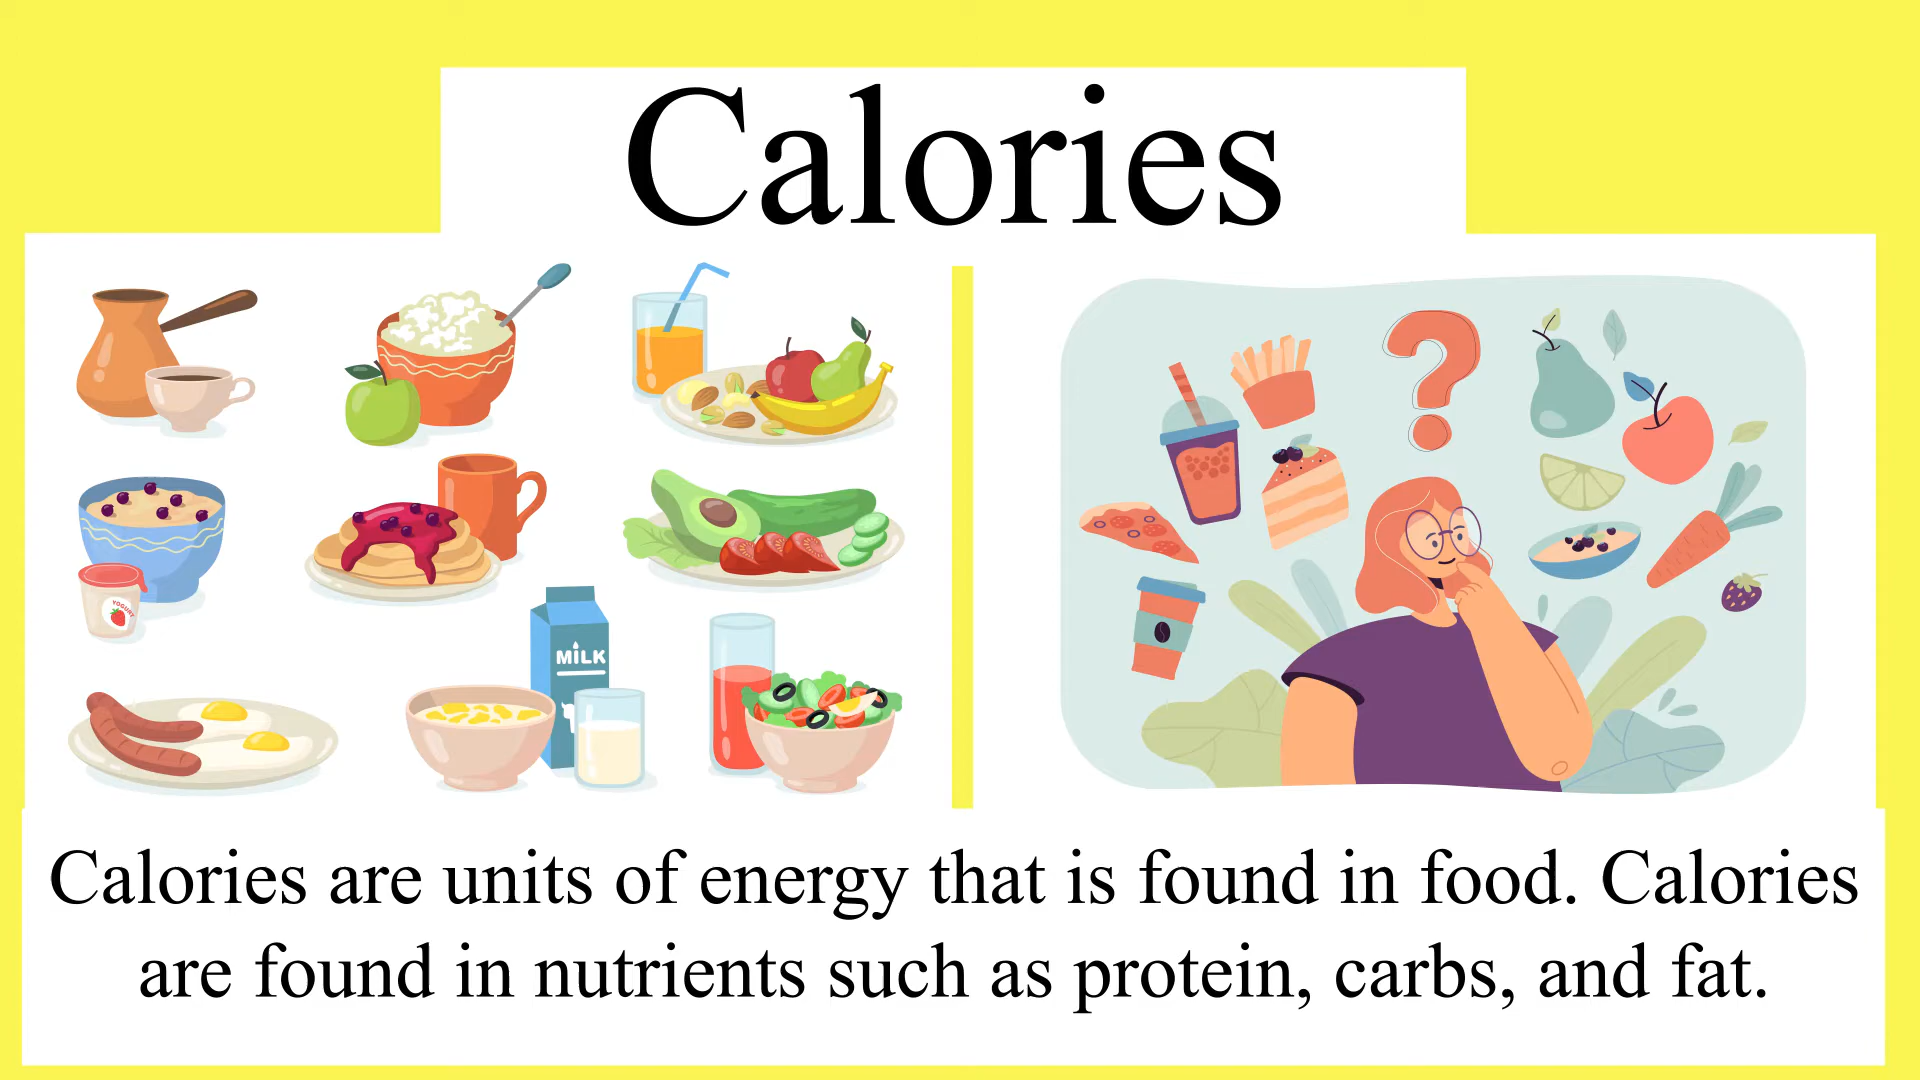 Calories
YOGURT
MiLK
Calories are units of energy that is found in food. Calories
are found in nutrients such as protein, carbs, and fat.